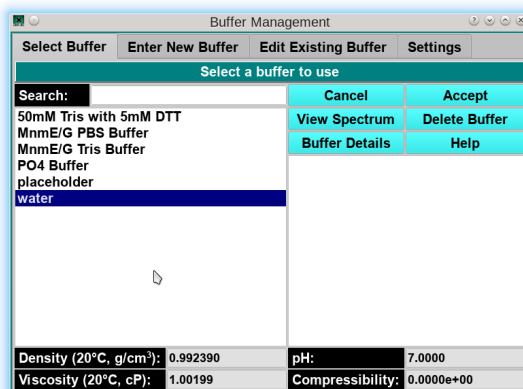 Buffer Management
Select Buffer Enter New Buffer Edit Existing Buffer Settings
Select a buffer to use
Search: Cancel Accept
50mM Tris with 5mM DTT View Spectrum Delete Buffer
MnmE/G PBS Buffer
MnmE/G Tris Buffer Buffer Details Help
PO4 Buffer
placeholder
water
Density (20°C, g/cm³): 0.992390 pH: 7.0000
Viscosity (20°C, cP): 1.00199 Compressibility: 0.0000e+00